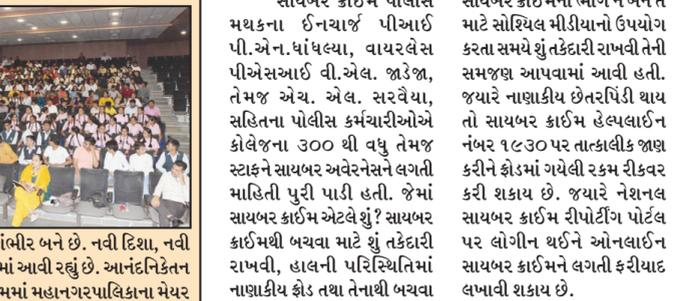 સાયબર ક્રાઇમ પોલીસ
મથકના ઈનચાર્જ પીઆઈ
પી.એન.ધાંધલ્યા, વાયરલેસ
પીએસઆઈ વી.એલ. જાડેજા,
તેમજ એચ. એલ. સરવૈયા,
સહિતના પોલીસ કર્મચારીઓએ
કોલેજના ૩૦૦ થી વધુ તેમજ
સ્ટાફને સાયબર અવેરનેસને લગતી
માહિતી પુરી પાડી હતી. જેમાં
સાયબર ક્રાઈમ એટલે શું? સાયબર
ક્રાઈમથી બચવા માટે શું તકેદારી
રાખવી, હાલની પરિસ્થિતિમાં
નાણાકીય ફ્રોડ તથા તેનાથી બચવા
સાયબર ક્રાઈમનો ભોગ ન બને તે
માટે સોશ્યિલ મીડીયાનો ઉપયોગ
કરતા સમયે શું તકેદારી રાખવી તેની
સમજણ આપવામાં આવી હતી.
જયારે નાણાકીય છેતરપિંડી થાય
તો સાયબર ક્રાઈમ હેલ્પલાઈન
નંબર ૧૯૩૦ પર તાત્કાલીક જાણ
કરીને ફ્રોડમાં ગયેલી રકમ રીકવર
કરી શકાય છે. જયારે નેશનલ
સાયબર ક્રાઈમ રીપોર્ટીંગ પોર્ટલ
પર લોગીન થઈને ઓનલાઈન
સાયબર ક્રાઈમને લગતી ફરીયાદ
લખાવી શકાય છે.
ગંભીર બને છે. નવી દિશા, નવી
માં આવી રહ્યું છે. આનંદનિકેતન
મહાનગરપાલિકાના મેયર